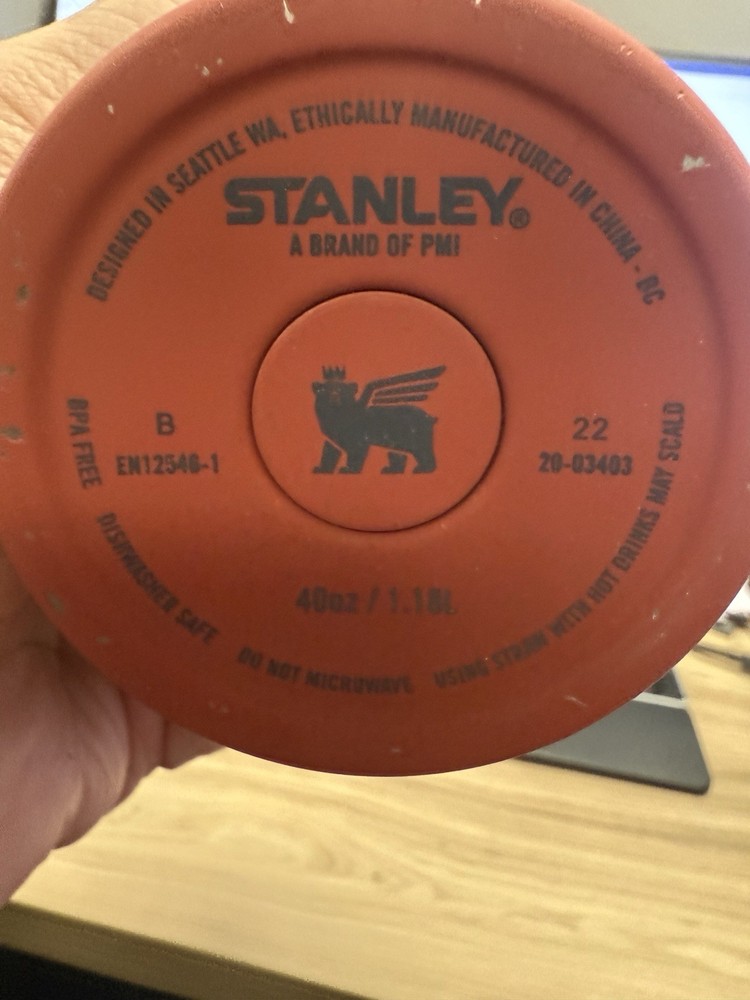 DESIGNED IN SEATTLE WA, ETHICALLY MANUFACTURED IN CHINA - BC
STANLEY®
A BRAND OF PMI
B
EN12546-1
22
20-03403
40oz / 1.18L
BPA FREE
DISHWASHER SAFE
DO NOT MICROWAVE
USING STRAW WITH HOT DRINKS MAY SCALD